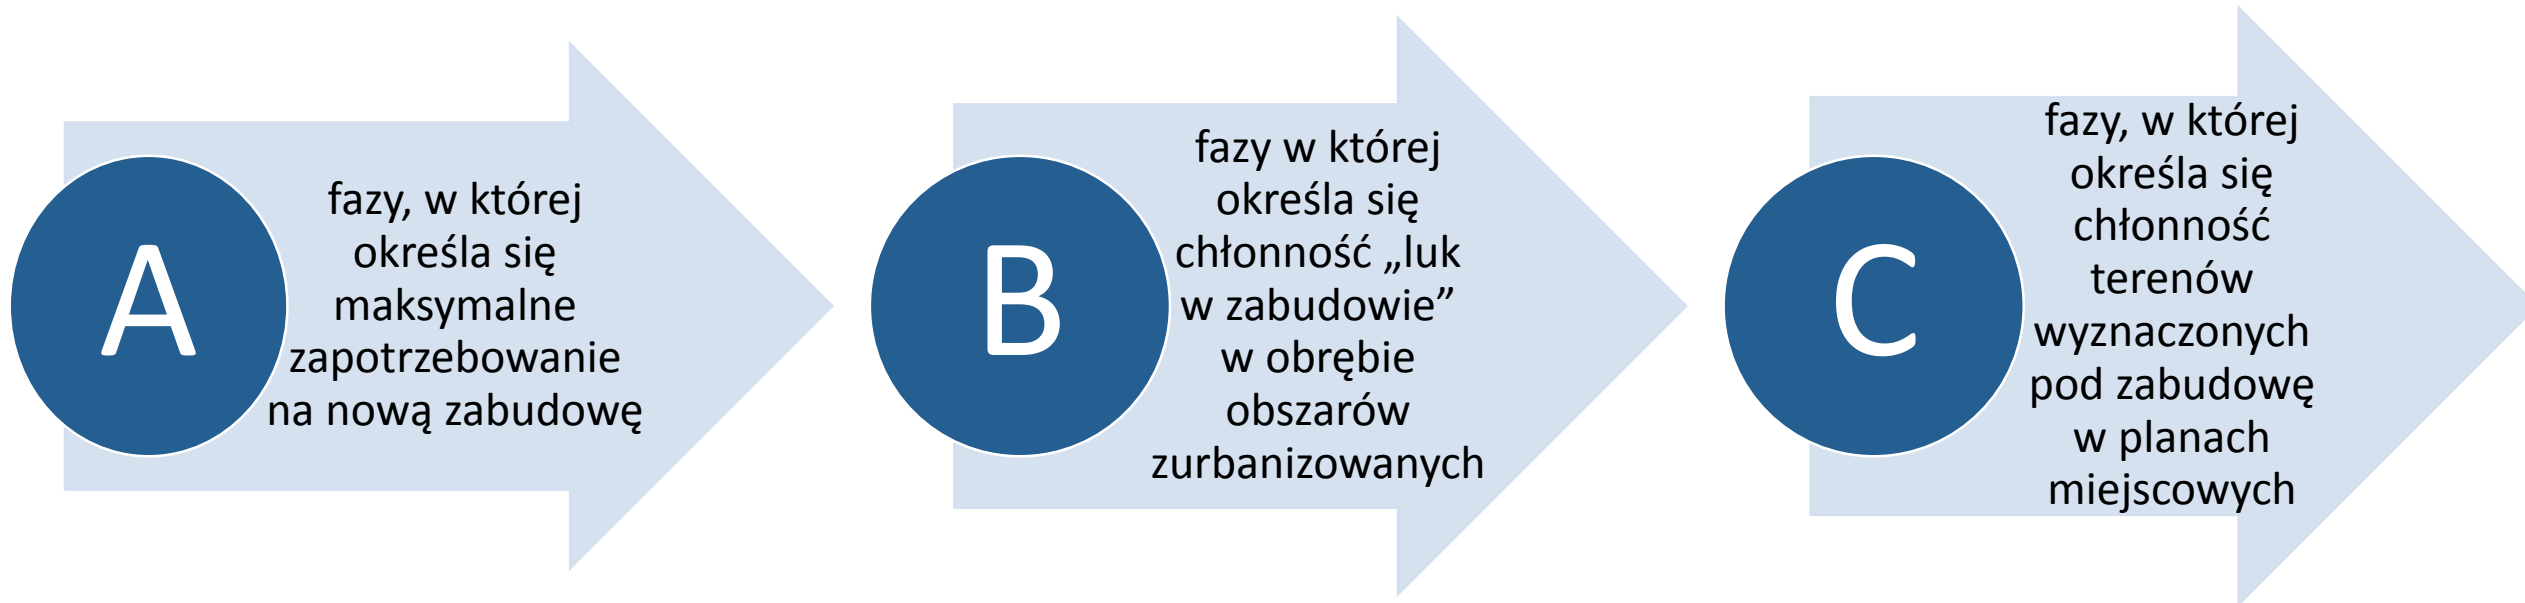 A
fazy, w której
określa się
maksymalne
zapotrzebowanie
na nową zabudowę
B
fazy w której
określa się
chłonność „luk
w zabudowie”
w obrębie
obszarów
zurbanizowanych
C
fazy, w której
określa się
chłonność
terenów
wyznaczonych
pod zabudowę
w planach
miejscowych